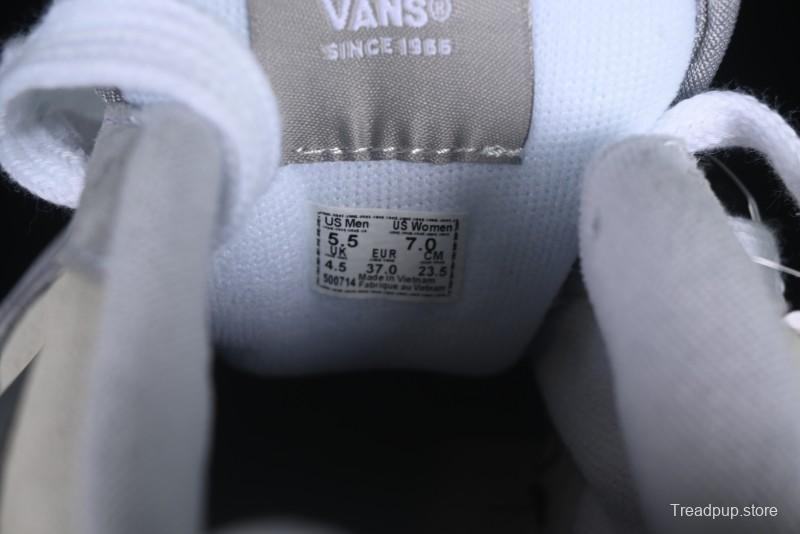 VANS®
SINCE 1966
US Men US Women
5.5 7.0
UK EUR CM
4.5 37.0 23.5
500714 Made in Vietnam
Fabrique au Vietnam
Treadpup.store